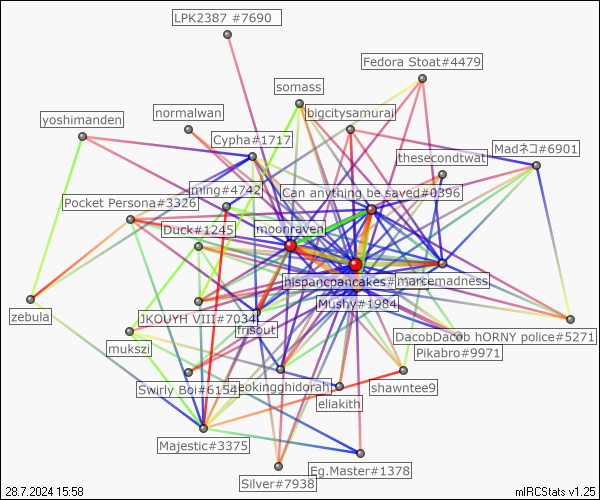 LPK2387 #7690
Fedora Stoat#4479
somass
normalwan
bigcitysamurai
yoshimanden
Cypha#1717
Madネコ#6901
thesecondtwat
ming#4742
Can anything be saved#0396
Pocket Persona#3326
Duck#1245
moonraven
hispancpancakes#
marcemadness
Mushy#1984
zebula
JKOUYH VIII#7034
frisout
DacobDacob hORNY police#5271
mukszi
Pikabro#9971
Swirly Boi#6154
eokingghidorah
shawntee9
eliakith
Majestic#3375
Eg.Master#1378
Silver#7938
28.7.2024 15:58
mIRCStats v1.25